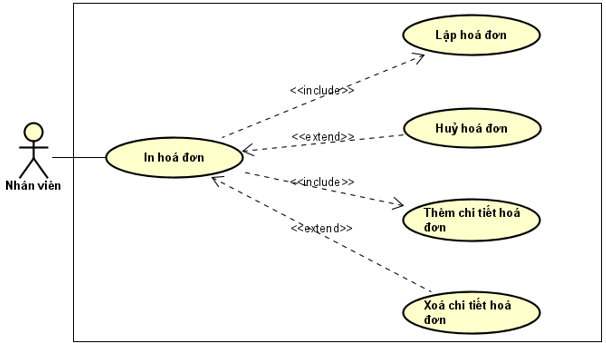 Lập hoá đơn
<<include>>
Huỷ hoá đơn
<<extend>>
In hoá đơn
Nhân viên
<<include>>
Thêm chi tiết hoá
đơn
<<extend>>
Xoá chi tiết hoá
đơn